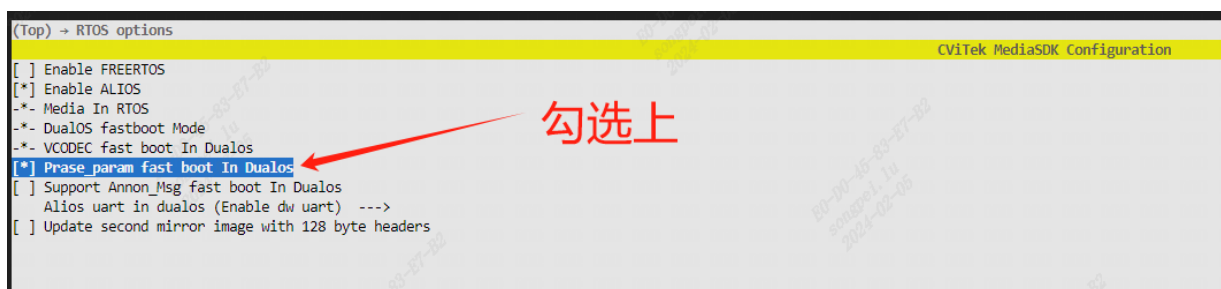 (Top) → RTOS options
CViTek MediaSDK Configuration
[ ] Enable FREERTOS
[*] Enable ALIOS
-*- Media In RTOS
-*- DualOS fastboot Mode
-*- VCODEC fast boot In Dualos
[*] Prase_param fast boot In Dualos
勾选上
[ ] Support Annon_Msg fast boot In Dualos
Alios uart in dualos (Enable dw uart) --->
[ ] Update second mirror image with 128 byte headers